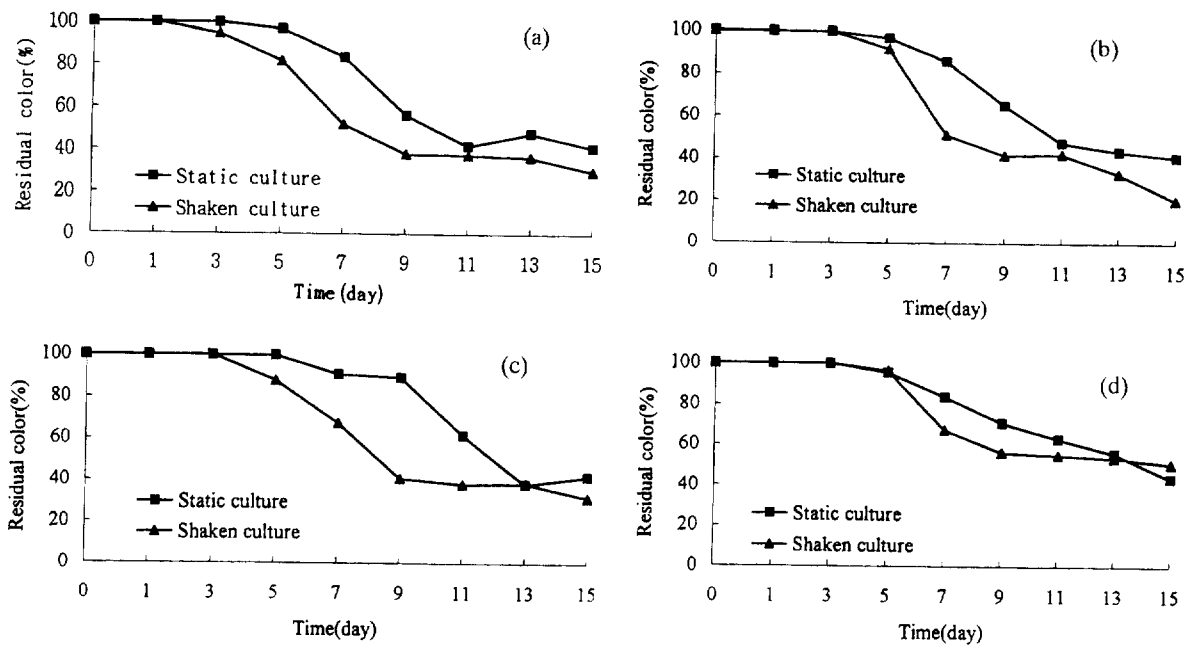 (a)
Residual color(%)
100
80
60
40
20
0
Static culture
Shaken culture
0 1 3 5 7 9 11 13 15
Time(day)
(b)
Residual color(%)
100
80
60
40
20
0
Static culture
Shaken culture
0 1 3 5 7 9 11 13 15
Time(day)
(c)
Residual color(%)
100
80
60
40
20
0
Static culture
Shaken culture
0 1 3 5 7 9 11 13 15
Time(day)
(d)
Residual color(%)
100
80
60
40
20
0
Static culture
Shaken culture
0 1 3 5 7 9 11 13 15
Time(day)